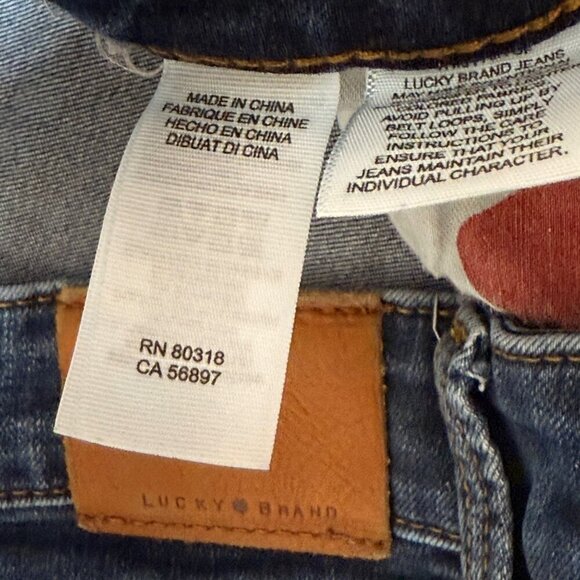 MADE IN CHINA
FABRIQUE EN CHINE
HECHO EN CHINA
DIBUAT DI CINA
RN 80318
CA 56897
LUCKY BRAND JEANS
AVOID PULLING UP BY
BELT LOOPS, SIMPLY
FOLLOW THE CARE
INSTRUCTIONS TO
ENSURE THAT YOUR
JEANS MAINTAIN THEIR
INDIVIDUAL CHARACTER.
LUCKY BRAND